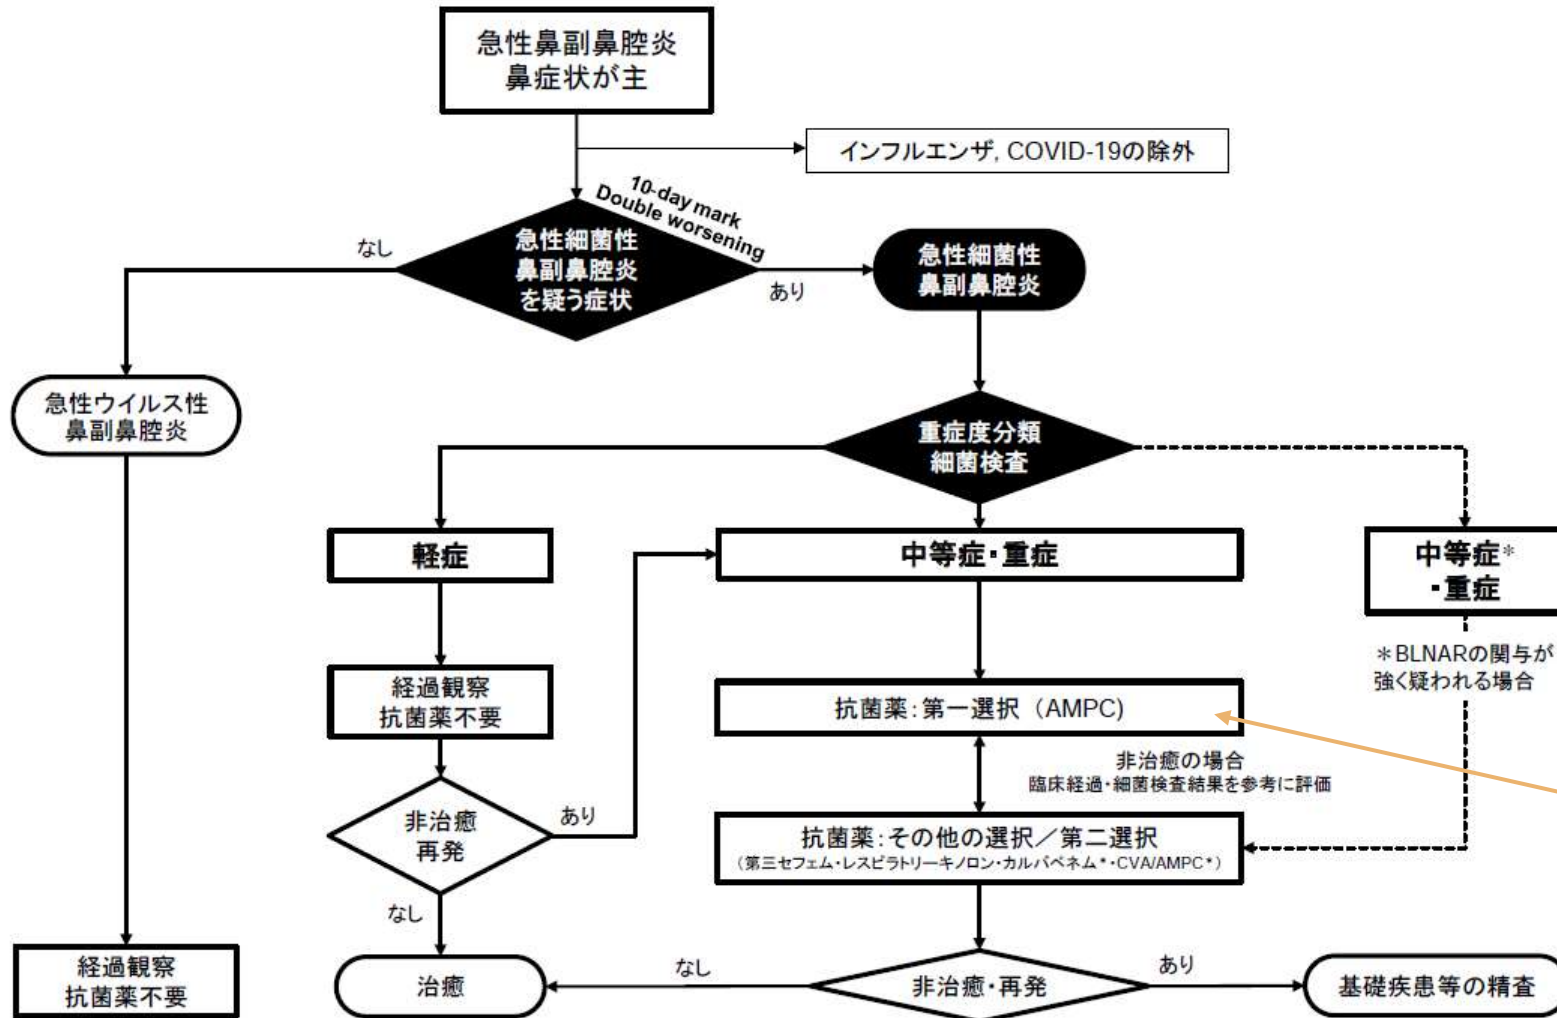 急性鼻副鼻腔炎
鼻症状が主
インフルエンザ, COVID-19の除外
10-day mark
Double worsening
なし
急性細菌性
鼻副鼻腔炎
を疑う症状
あり
急性細菌性
鼻副鼻腔炎
急性ウイルス性
鼻副鼻腔炎
重症度分類
細菌検査
軽症
中等症・重症
中等症*
・重症
*BLNARの関与が
強く疑われる場合
経過観察
抗菌薬不要
抗菌薬:第一選択 (AMPC)
非治癒の場合
臨床経過・細菌検査結果を参考に評価
非治癒
再発
あり
抗菌薬:その他の選択/第二選択
(第三セフェム・レスピラトリーキノロン・カルバペネム*・CVA/AMPC*)
なし
経過観察
抗菌薬不要
治癒
なし
非治癒・再発
あり
基礎疾患等の精査